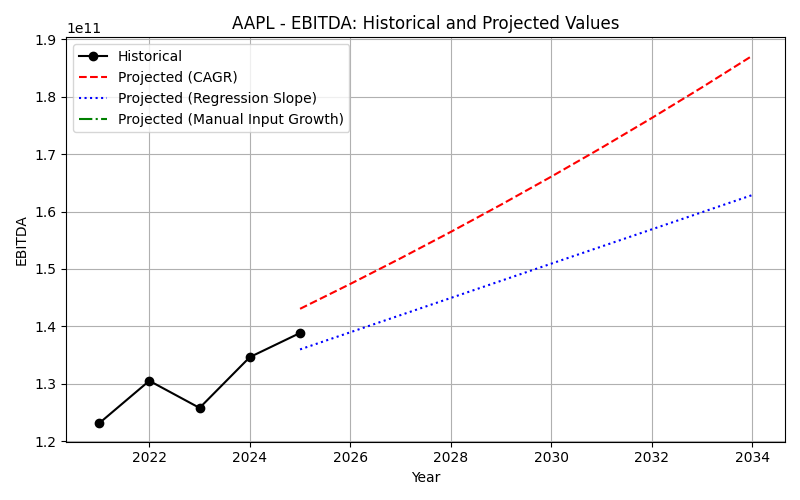 AAPL - EBITDA: Historical and Projected Values
1e11
1.9
1.8
1.7
1.6
1.5
1.4
1.3
1.2
EBITDA
Historical
Projected (CAGR)
Projected (Regression Slope)
Projected (Manual Input Growth)
2022 2024 2026 2028 2030 2032 2034
Year